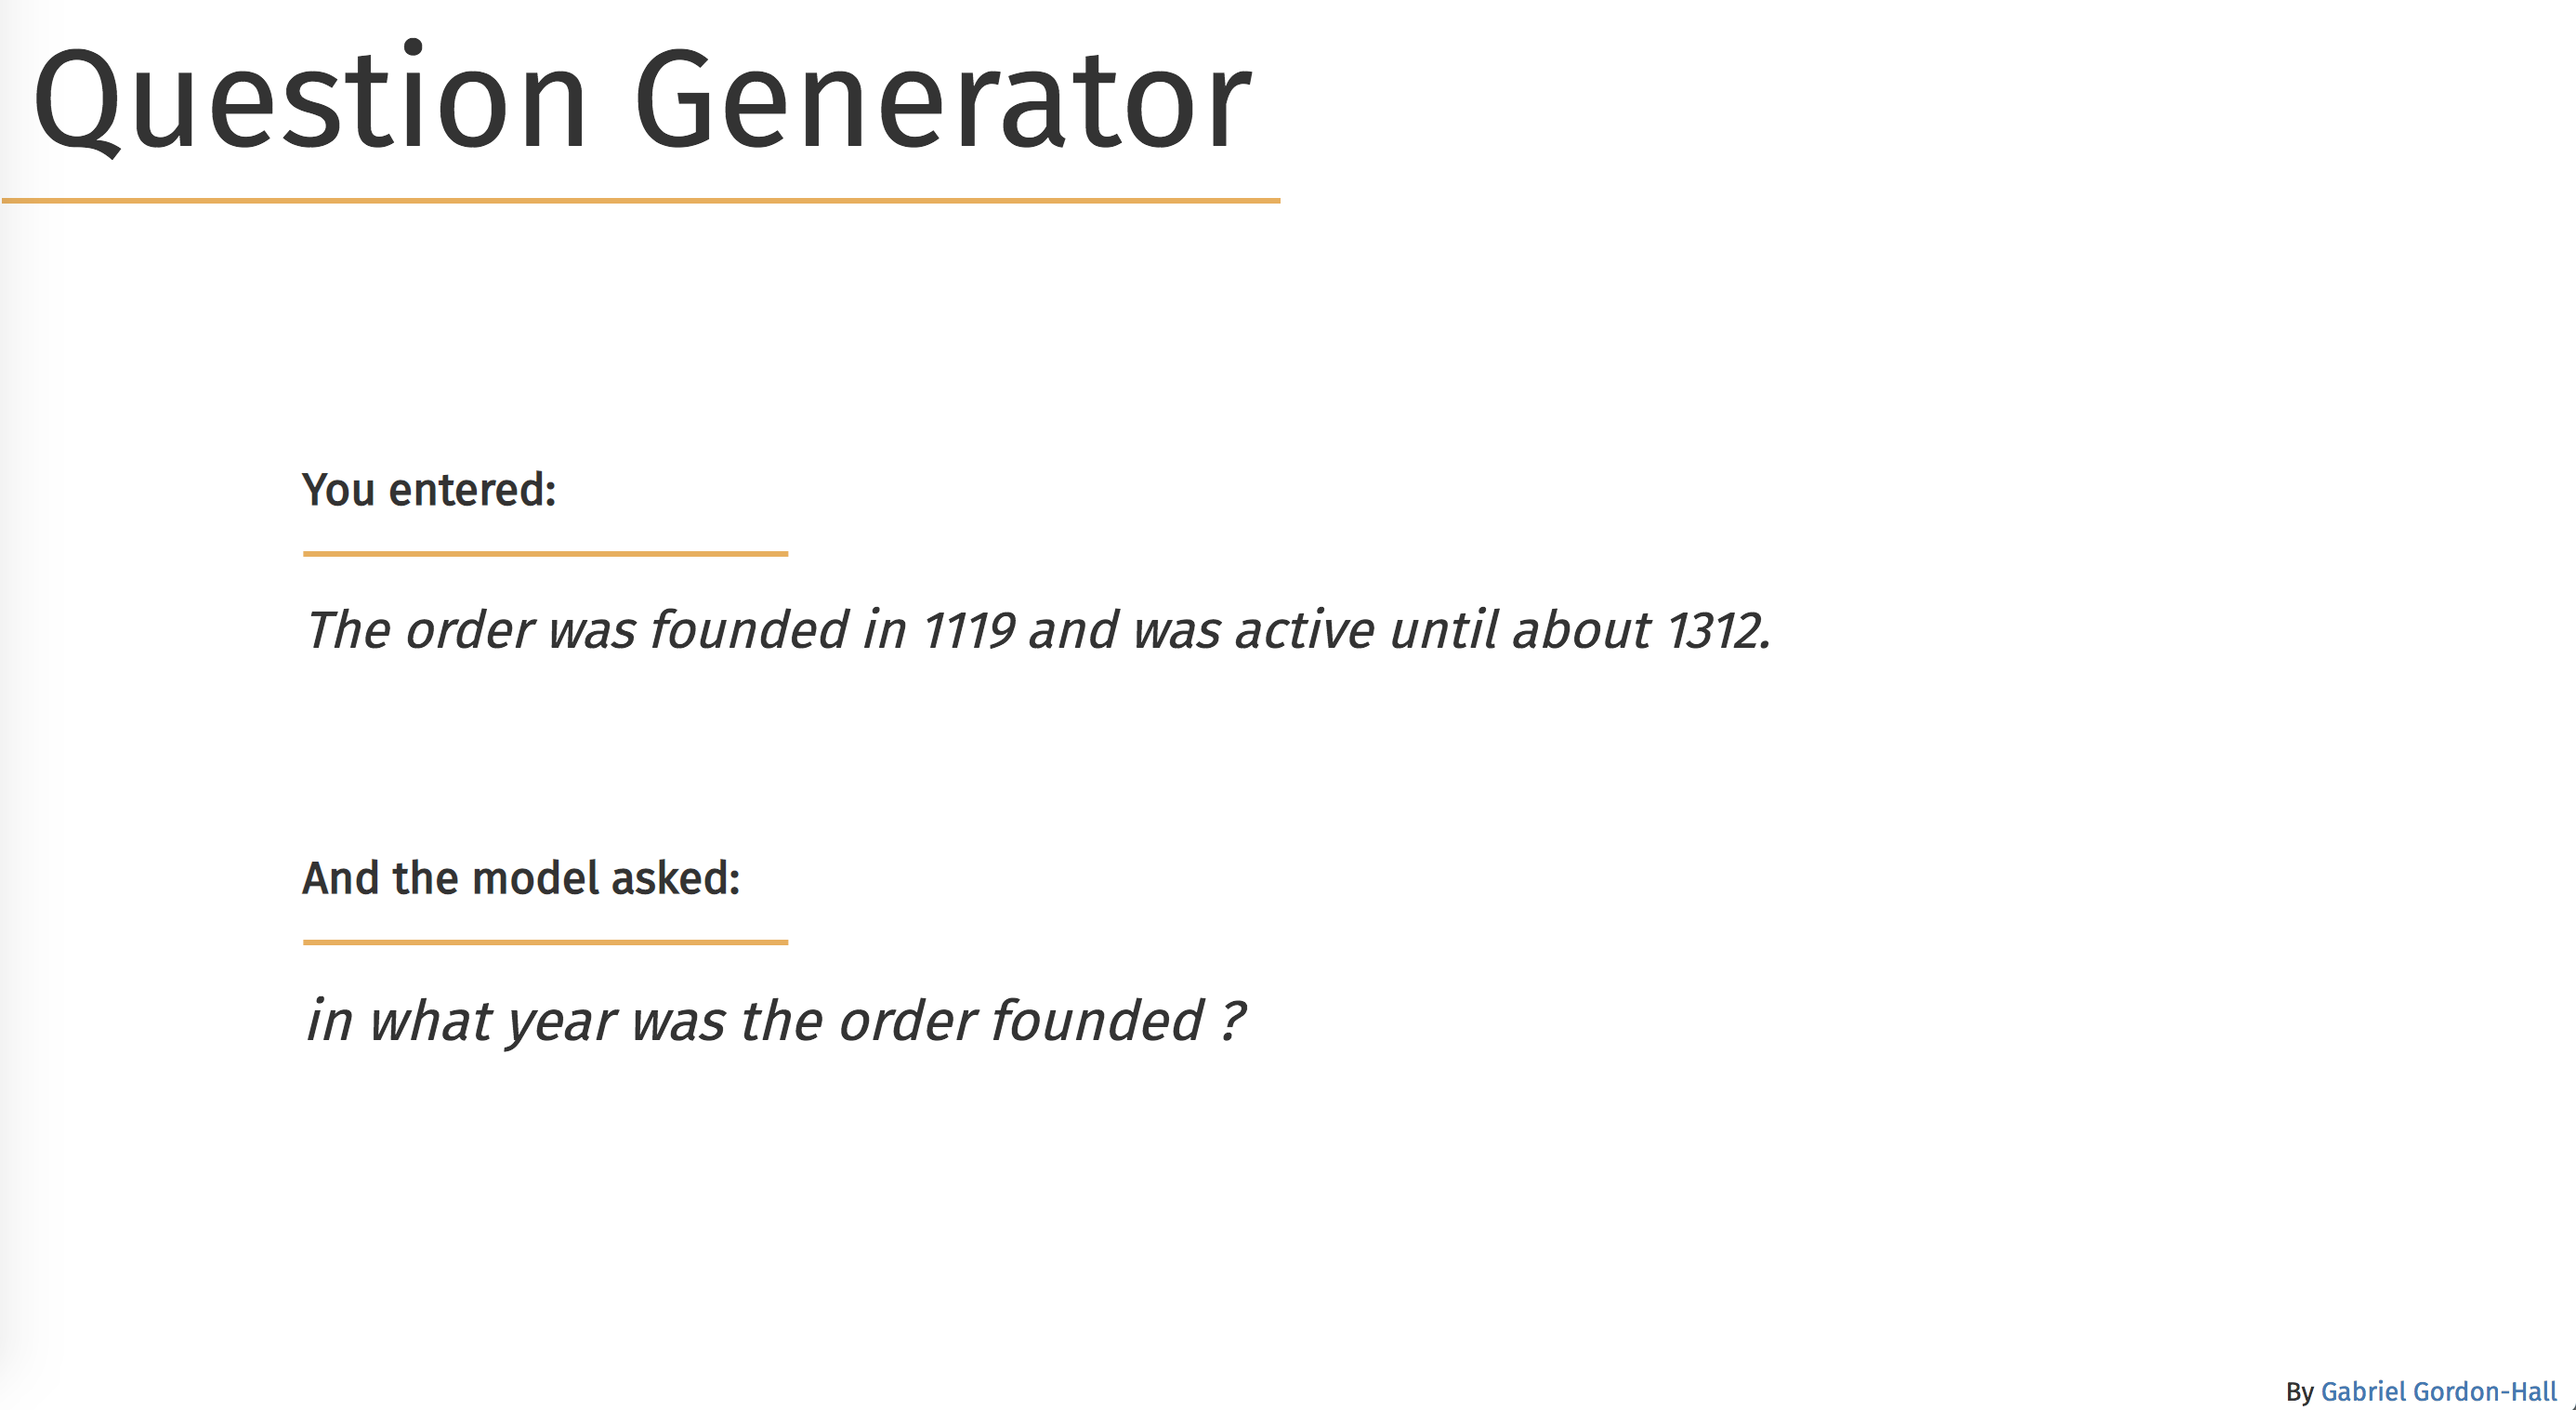 Question Generator
You entered:
The order was founded in 1119 and was active until about 1312.
And the model asked:
in what year was the order founded ?
By Gabriel Gordon-Hall